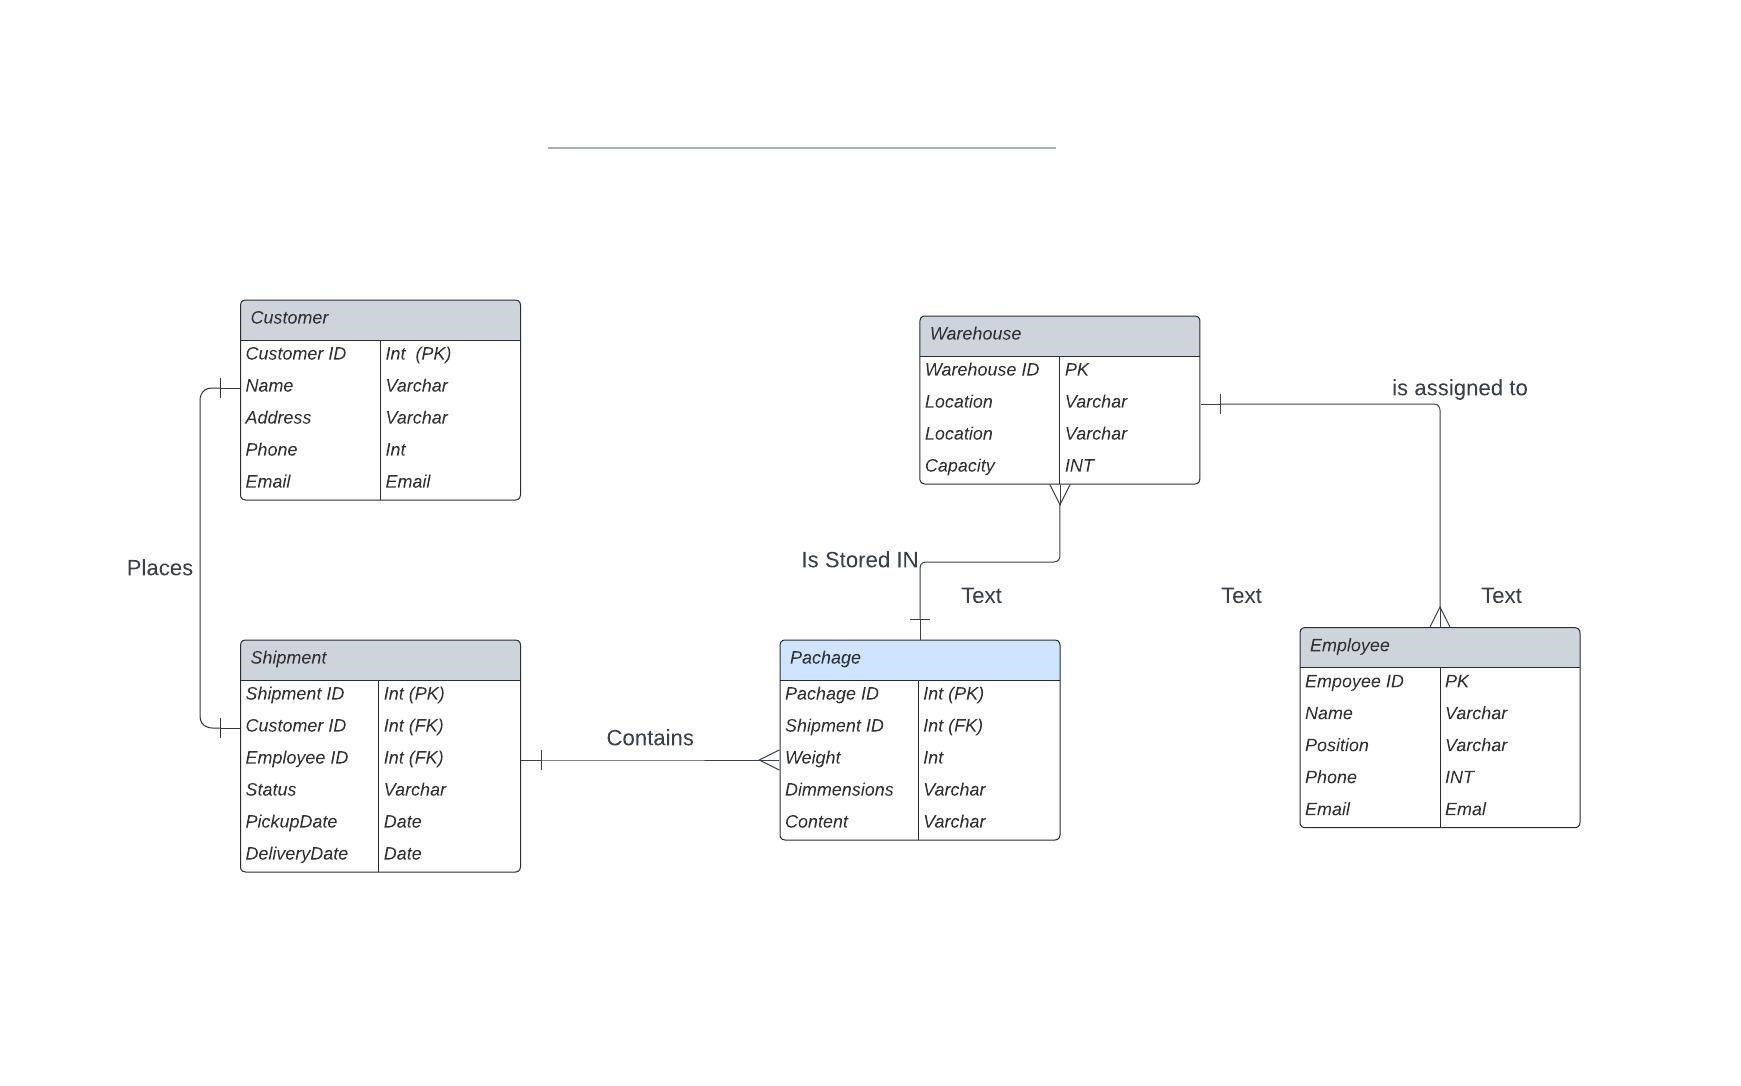 Customer
Customer ID Int (PK)
Name Varchar
Address Varchar
Phone Int
Email Email
Warehouse
Warehouse ID PK
Location Varchar
Location Varchar
Capacity INT
is assigned to
Places
Is Stored IN
Text
Text
Text
Shipment
Shipment ID Int (PK)
Customer ID Int (FK)
Employee ID Int (FK)
Status Varchar
PickupDate Date
DeliveryDate Date
Contains
Pachage
Pachage ID Int (PK)
Shipment ID Int (FK)
Weight Int
Dimmensions Varchar
Content Varchar
Employee
Empoyee ID PK
Name Varchar
Position Varchar
Phone INT
Email Emal